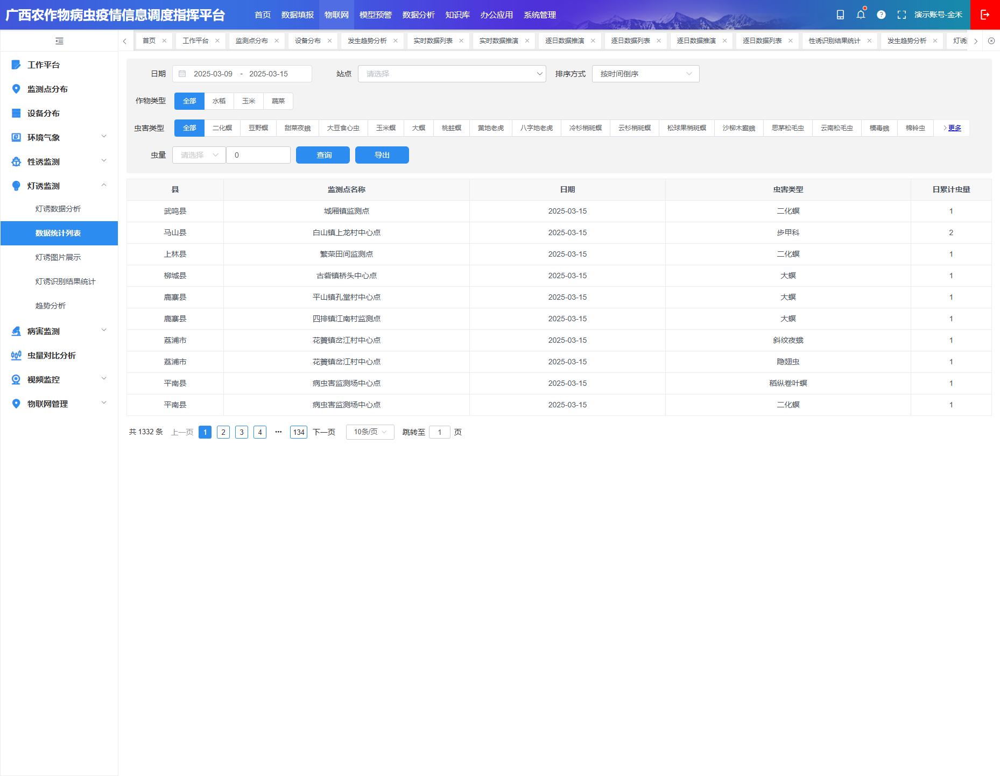 广西农作物病虫疫情信息调度指挥平台 首页 数据填报 物联网 模型预警 数据分析 知识库 办公应用 系统管理 演示账号-金禾
首页 工作平台 监测点分布 设备分布 发生趋势分析 实时数据列表 实时数据推演 逐日数据推演 逐日数据列表 逐日数据推演 逐日数据列表 性诱识别结果统计 发生趋势分析 灯诱
工作平台
监测点分布
设备分布
环境气象
性诱监测
灯诱监测
灯诱数据分析
数据统计列表
灯诱图片展示
灯诱识别结果统计
趋势分析
病害监测
虫量对比分析
视频监控
物联网管理
日期 2025-03-09 - 2025-03-15 站点 请选择 排序方式 按时间倒序
作物类型 全部 水稻 玉米 蔬菜
虫害类型 全部 二化螟 豆野螟 甜菜夜蛾 大豆食心虫 玉米螟 大螟 桃蛀螟 黄地老虎 八字地老虎 冷杉梢斑螟 云杉梢斑螟 松球果梢斑螟 沙柳木蠹蛾 思茅松毛虫 云南松毛虫 模毒蛾 棉铃虫 更多
虫量 请选择 0 查询 导出
县 监测点名称 日期 虫害类型 日累计虫量
武鸣县 城厢镇监测点 2025-03-15 二化螟 1
马山县 白山镇上龙村中心点 2025-03-15 步甲科 2
上林县 繁荣田间监测点 2025-03-15 二化螟 1
柳城县 古砦镇桥头中心点 2025-03-15 大螟 1
鹿寨县 平山镇孔堂村中心点 2025-03-15 大螟 1
鹿寨县 四排镇江南村监测点 2025-03-15 大螟 1
荔浦市 花篢镇岔江村中心点 2025-03-15 斜纹夜蛾 1
荔浦市 花篢镇岔江村中心点 2025-03-15 隐翅虫 1
平南县 病虫害监测场中心点 2025-03-15 稻纵卷叶螟 1
平南县 病虫害监测场中心点 2025-03-15 二化螟 1
共 1332 条 上一页 1 2 3 4 ••• 134 下一页 10条/页 跳转至 1 页